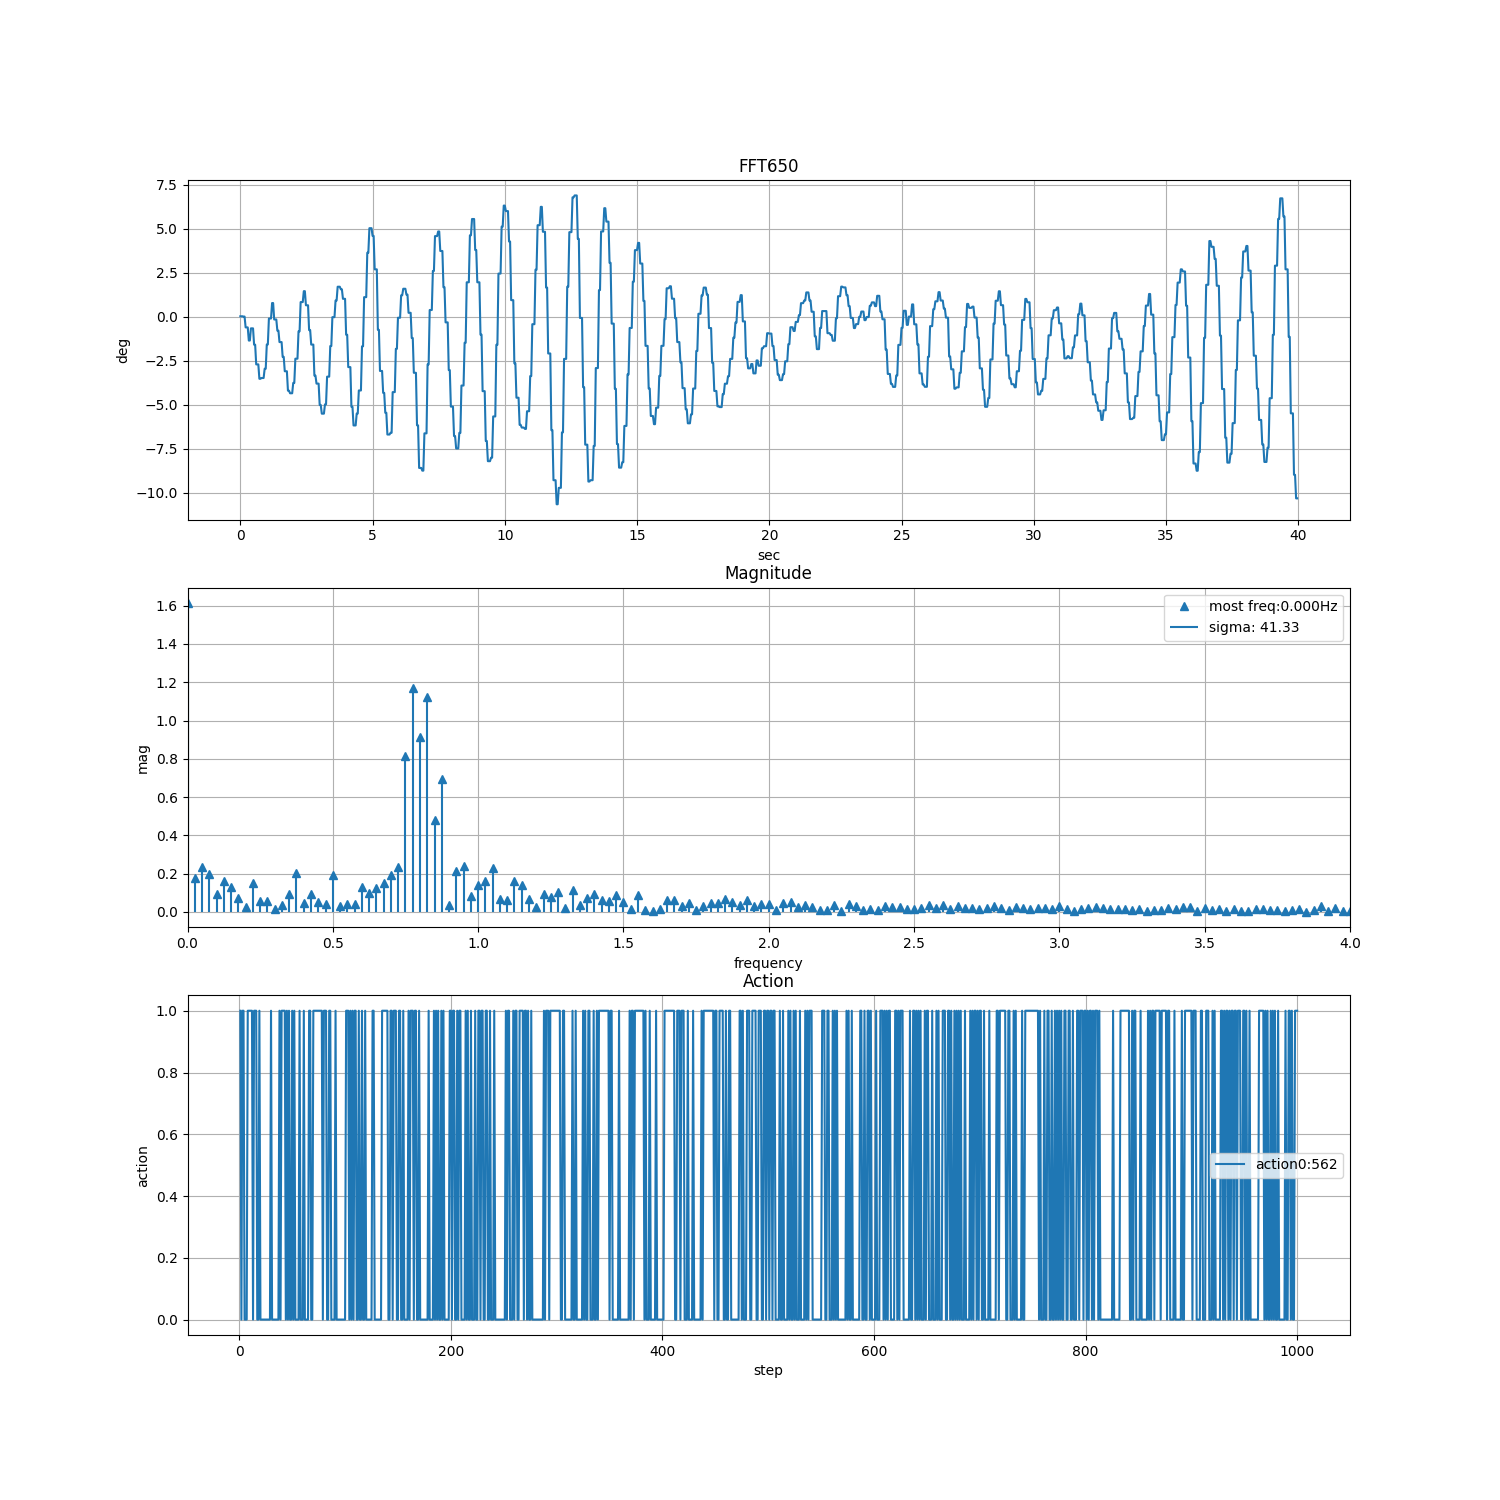 FFT650
7.5
5.0
2.5
0.0
−2.5
−5.0
−7.5
−10.0
deg
0 5 10 15 20 25 30 35 40
sec
Magnitude
1.6
1.4
1.2
1.0
0.8
0.6
0.4
0.2
0.0
mag
most freq:0.000Hz
sigma: 41.33
0.0 0.5 1.0 1.5 2.0 2.5 3.0 3.5 4.0
frequency
Action
1.0
0.8
0.6
0.4
0.2
0.0
action
action0:562
0 200 400 600 800 1000
step